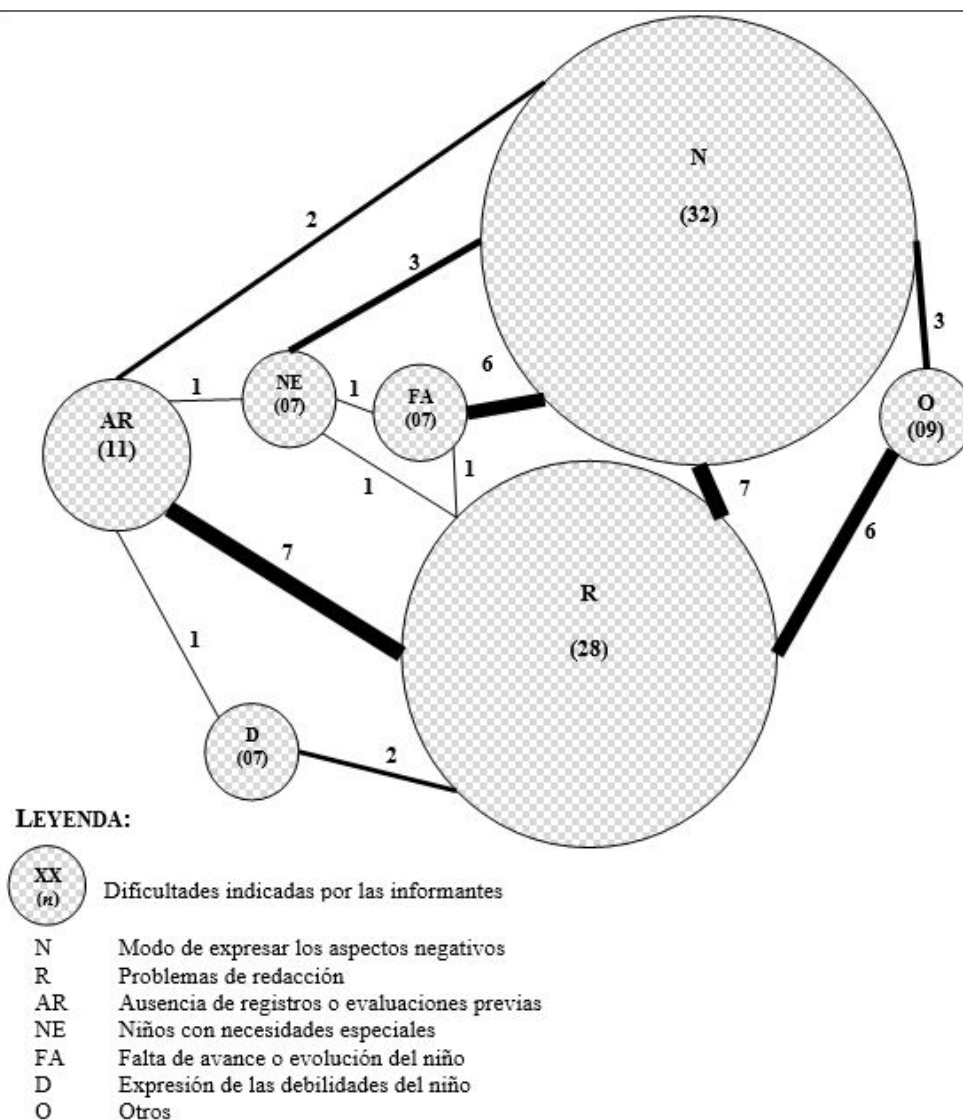 N
(32)
2
3
3
6
NE
(07)
1
1
FA
(07)
O
(09)
AR
(11)
1
1
7
6
7
R
(28)
1
D
(07)
2
LEYENDA:
XX
(n)
Dificultades indicadas por las informantes
N Modo de expresar los aspectos negativos
R Problemas de redacción
AR Ausencia de registros o evaluaciones previas
NE Niños con necesidades especiales
FA Falta de avance o evolución del niño
D Expresión de las debilidades del niño
O Otros